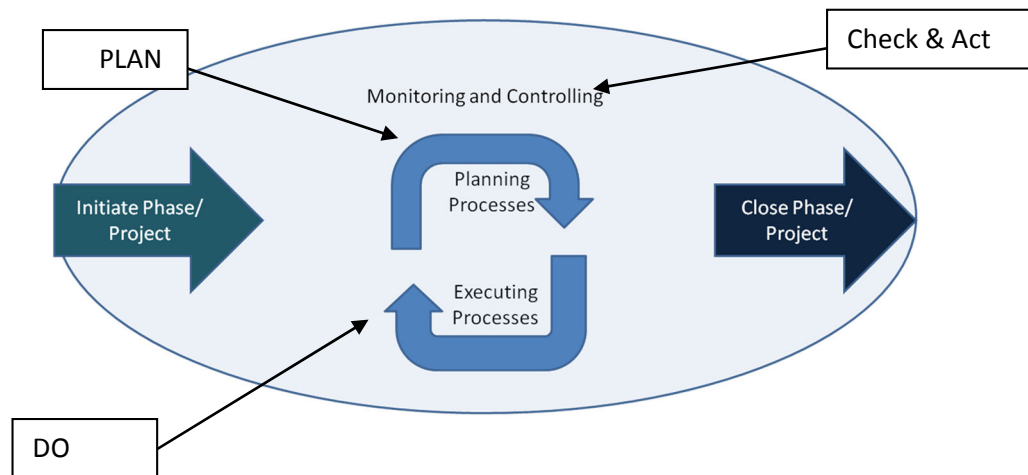 PLAN
Check & Act
Monitoring and Controlling
Planning
Processes
Initiate Phase/
Project
Close Phase/
Project
Executing
Processes
DO